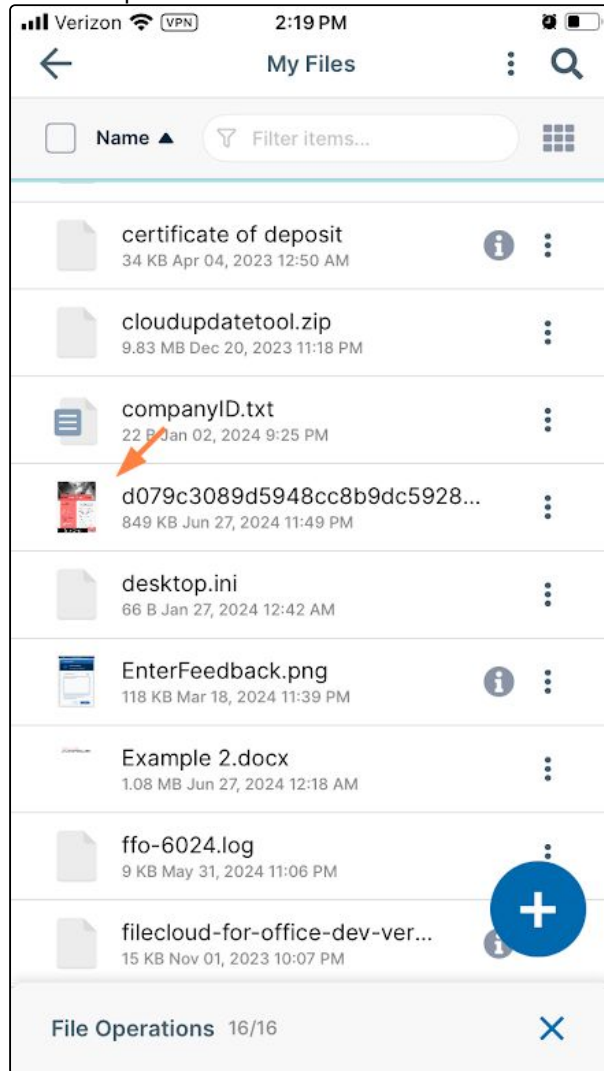 Verizon VPN 2:19 PM
My Files
Name ▲ Filter items...
certificate of deposit
34 KB Apr 04, 2023 12:50 AM
cloudupdatetool.zip
9.83 MB Dec 20, 2023 11:18 PM
companyID.txt
22 B Jan 02, 2024 9:25 PM
d079c3089d5948cc8b9dc5928...
849 KB Jun 27, 2024 11:49 PM
desktop.ini
66 B Jan 27, 2024 12:42 AM
EnterFeedback.png
118 KB Mar 18, 2024 11:39 PM
Example 2.docx
1.08 MB Jun 27, 2024 12:18 AM
ffo-6024.log
9 KB May 31, 2024 11:06 PM
filecloud-for-office-dev-ver...
15 KB Nov 01, 2023 10:07 PM
File Operations 16/16